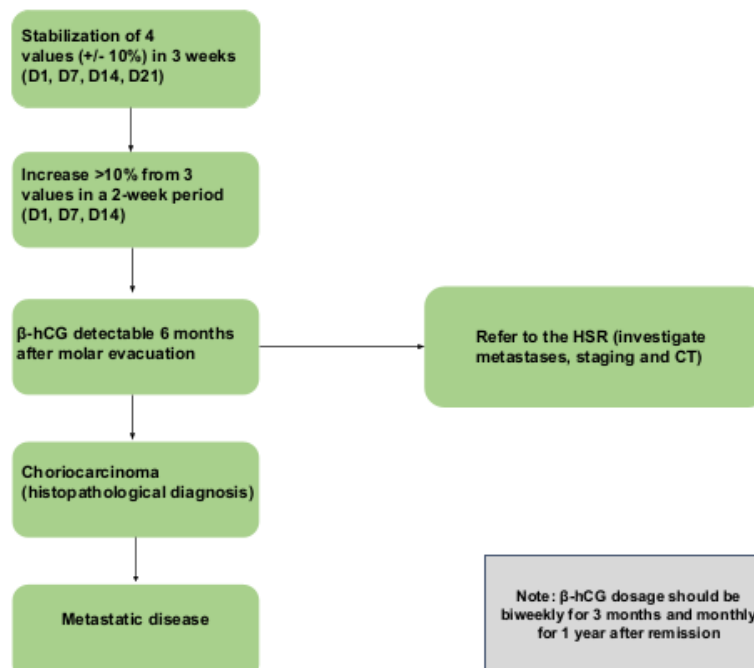 Stabilization of 4
values (+/- 10%) in 3 weeks
(D1, D7, D14, D21)
Increase >10% from 3
values in a 2-week period
(D1, D7, D14)
β-hCG detectable 6 months
after molar evacuation
Refer to the HSR (investigate
metastases, staging and CT)
Choriocarcinoma
(histopathological diagnosis)
Metastatic disease
Note: β-hCG dosage should be
biweekly for 3 months and monthly
for 1 year after remission